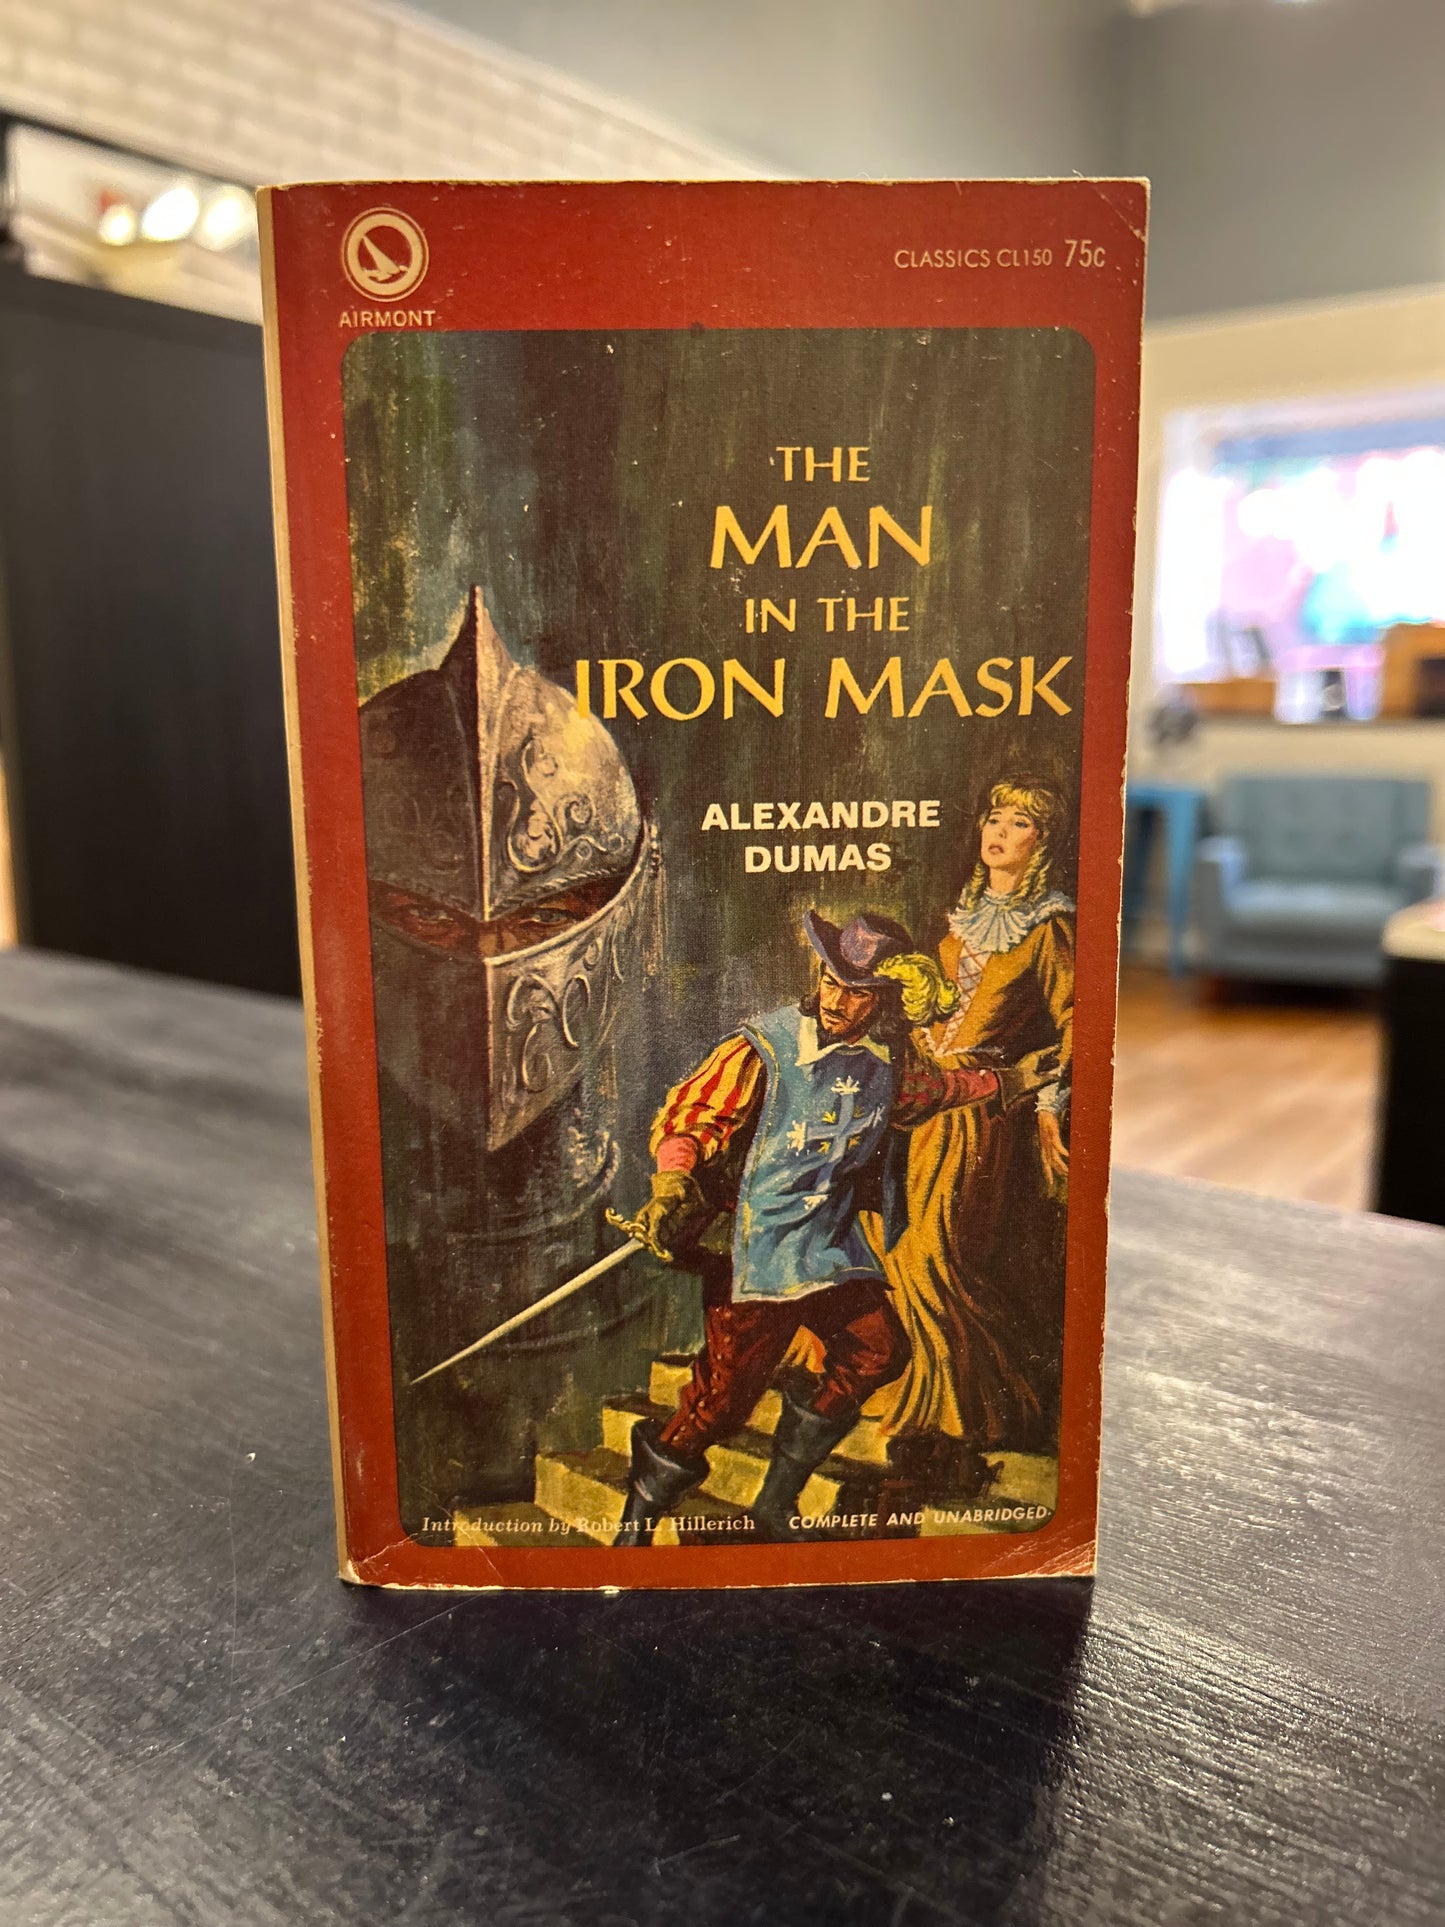 AIRMONT
CLASSICS CL150 75c
THE
MAN
IN THE
IRON MASK
ALEXANDRE
DUMAS
Introduction by Robert L. Hillerich COMPLETE AND UNABRIDGED